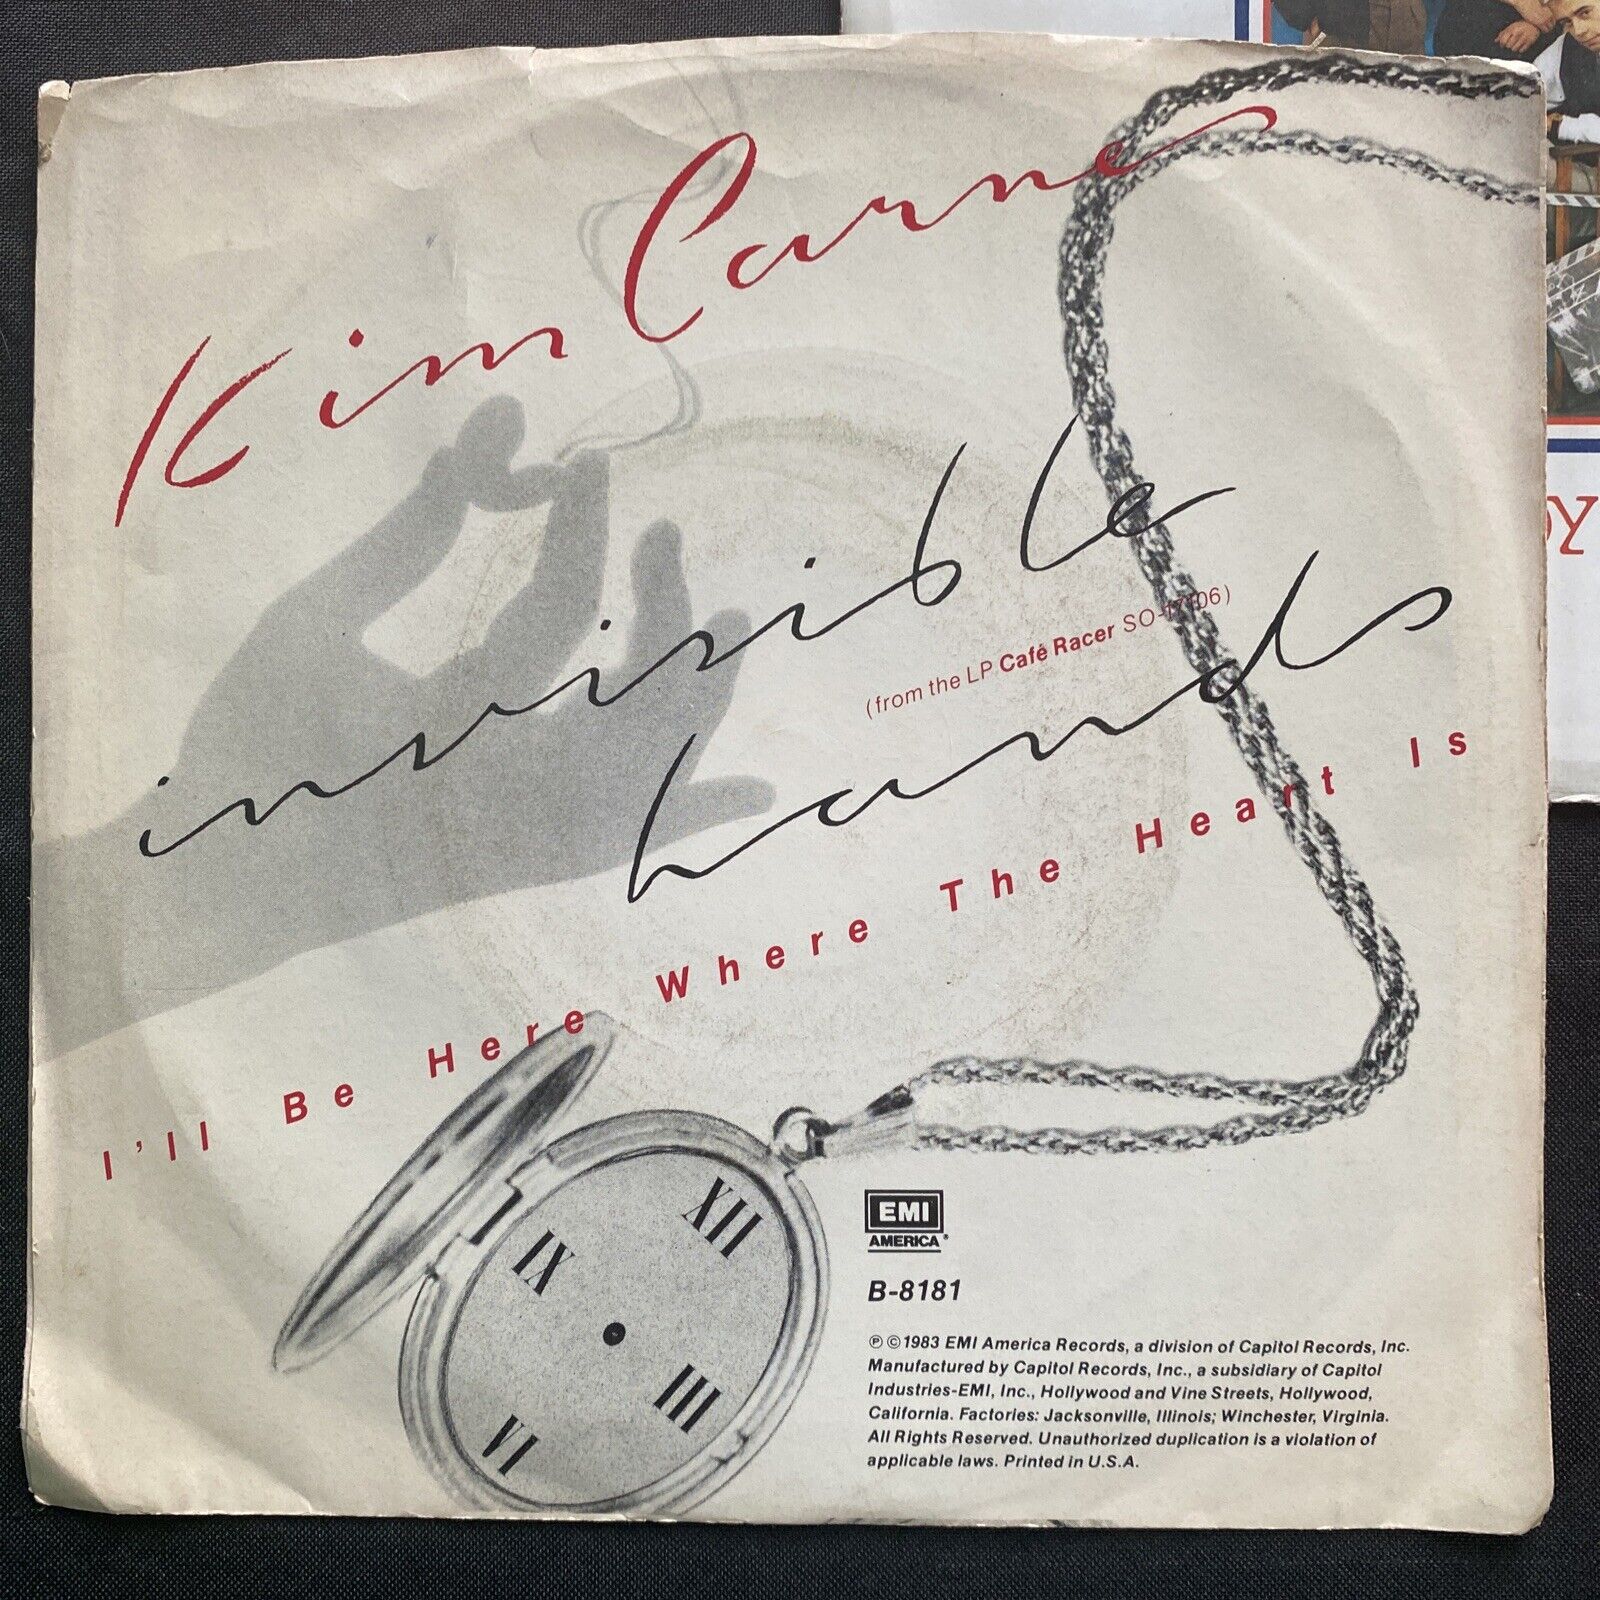 Kim Carnes
invisible
(from the LP Café Racer SO-17106)
hands
I'll Be Here Where The Heart Is
XII
IX
III
VI
EMI
AMERICA®
B-8181
℗©1983 EMI America Records, a division of Capitol Records, Inc.
Manufactured by Capitol Records, Inc., a subsidiary of Capitol
Industries-EMI, Inc., Hollywood and Vine Streets, Hollywood,
California. Factories: Jacksonville, Illinois; Winchester, Virginia.
All Rights Reserved. Unauthorized duplication is a violation of
applicable laws. Printed in U.S.A.